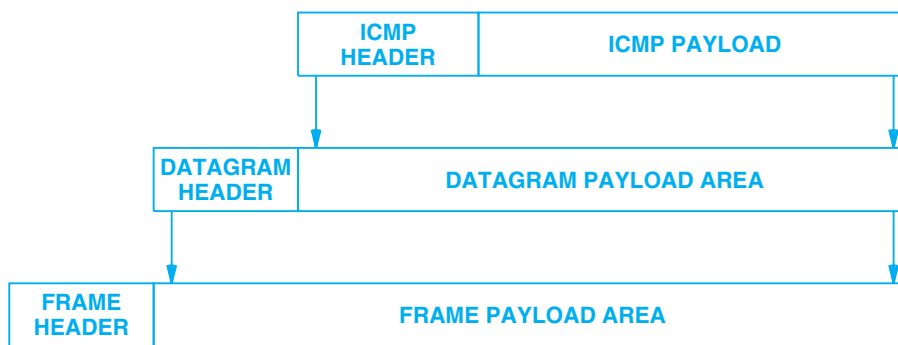 ICMP
HEADER
ICMP PAYLOAD
DATAGRAM
HEADER
DATAGRAM PAYLOAD AREA
FRAME
HEADER
FRAME PAYLOAD AREA